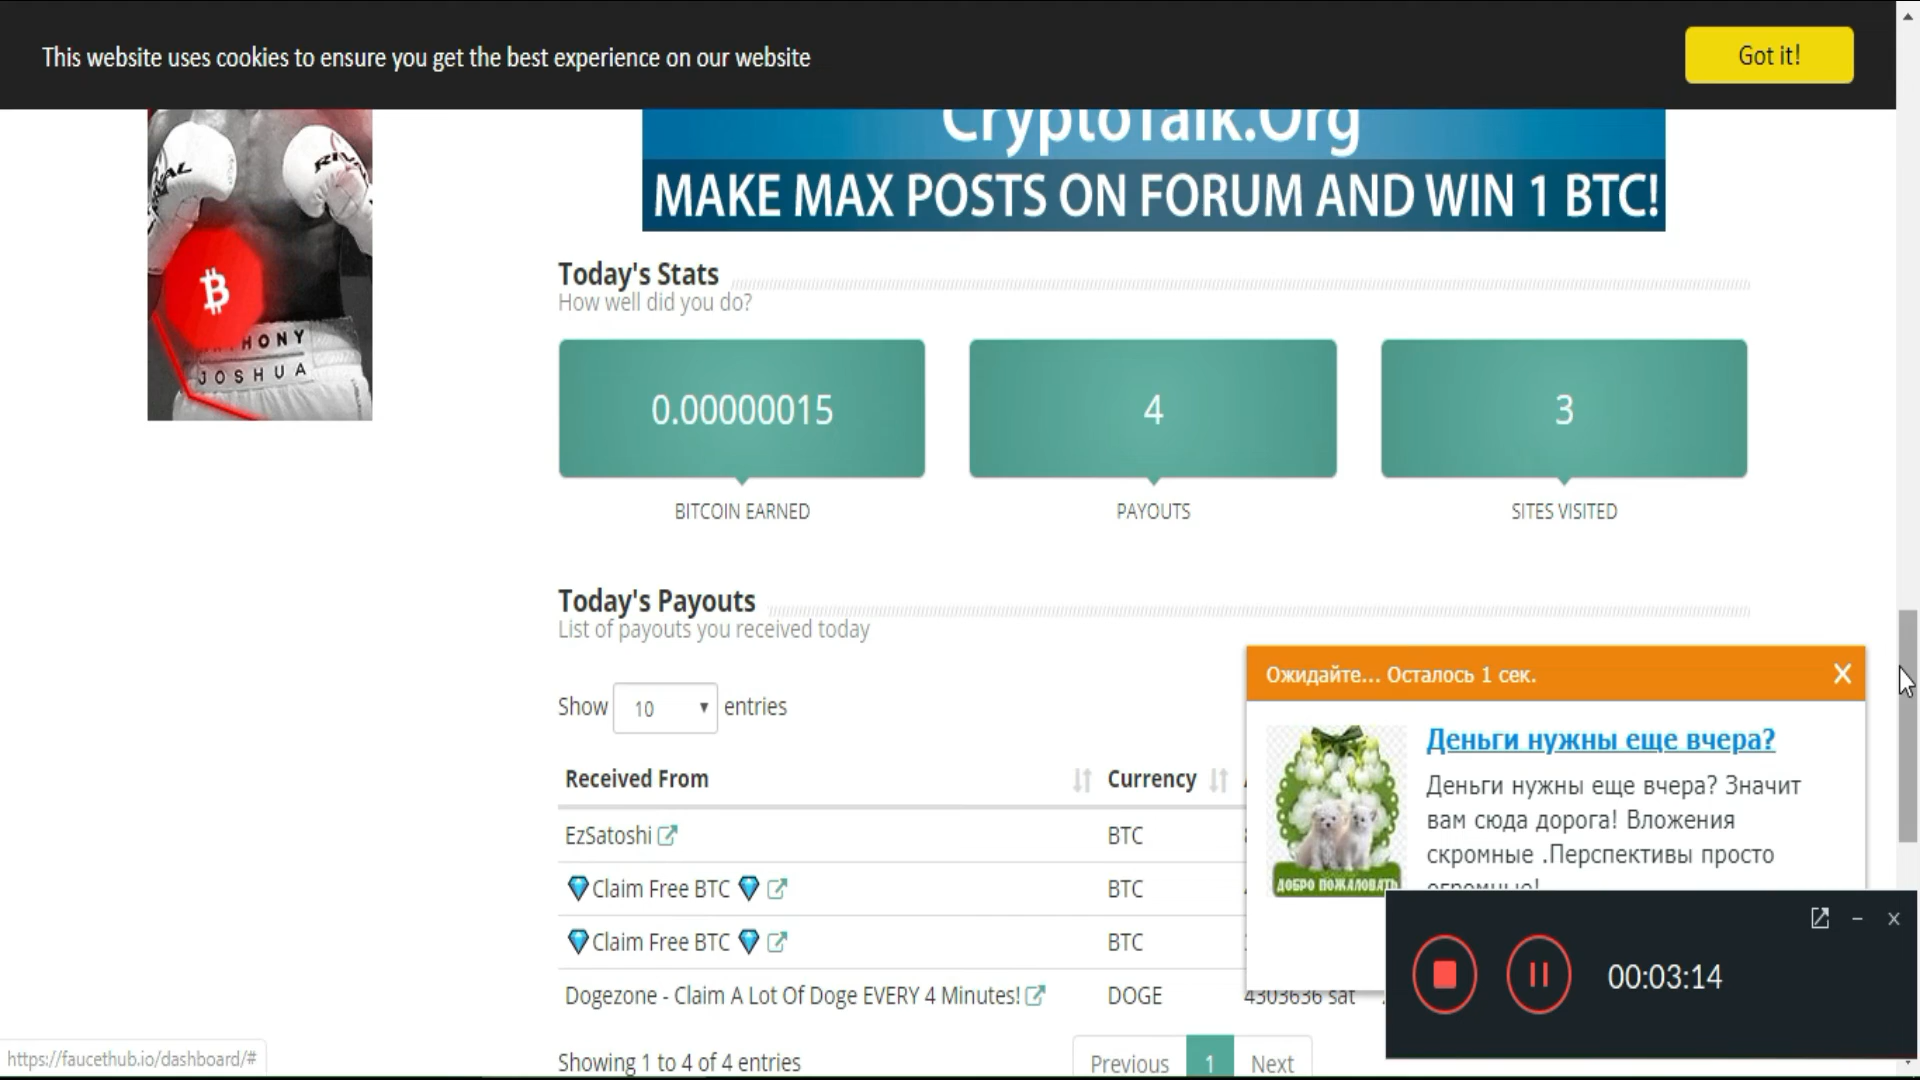 This website uses cookies to ensure you get the best experience on our website
Got it!
CryptoTalk.Org
MAKE MAX POSTS ON FORUM AND WIN 1 BTC!
HONY
JOSHUA
Today's Stats
How well did you do?
0.00000015
4
3
BITCOIN EARNED
PAYOUTS
SITES VISITED
Today's Payouts
List of payouts you received today
Show 10 entries
Received From
Currency
EzSatoshi
BTC
Claim Free BTC
BTC
Claim Free BTC
BTC
Dogezone - Claim A Lot Of Doge EVERY 4 Minutes!
DOGE
4303636 sat
Showing 1 to 4 of 4 entries
Previous
1
Next
Ожидайте... Осталось 1 сек.
Деньги нужны еще вчера?
Деньги нужны еще вчера? Значит
вам сюда дорога! Вложения
скромные .Перспективы просто
огромные!
ДОБРО ПОЖАЛОВАТЬ
00:03:14
https://faucethub.io/dashboard/#